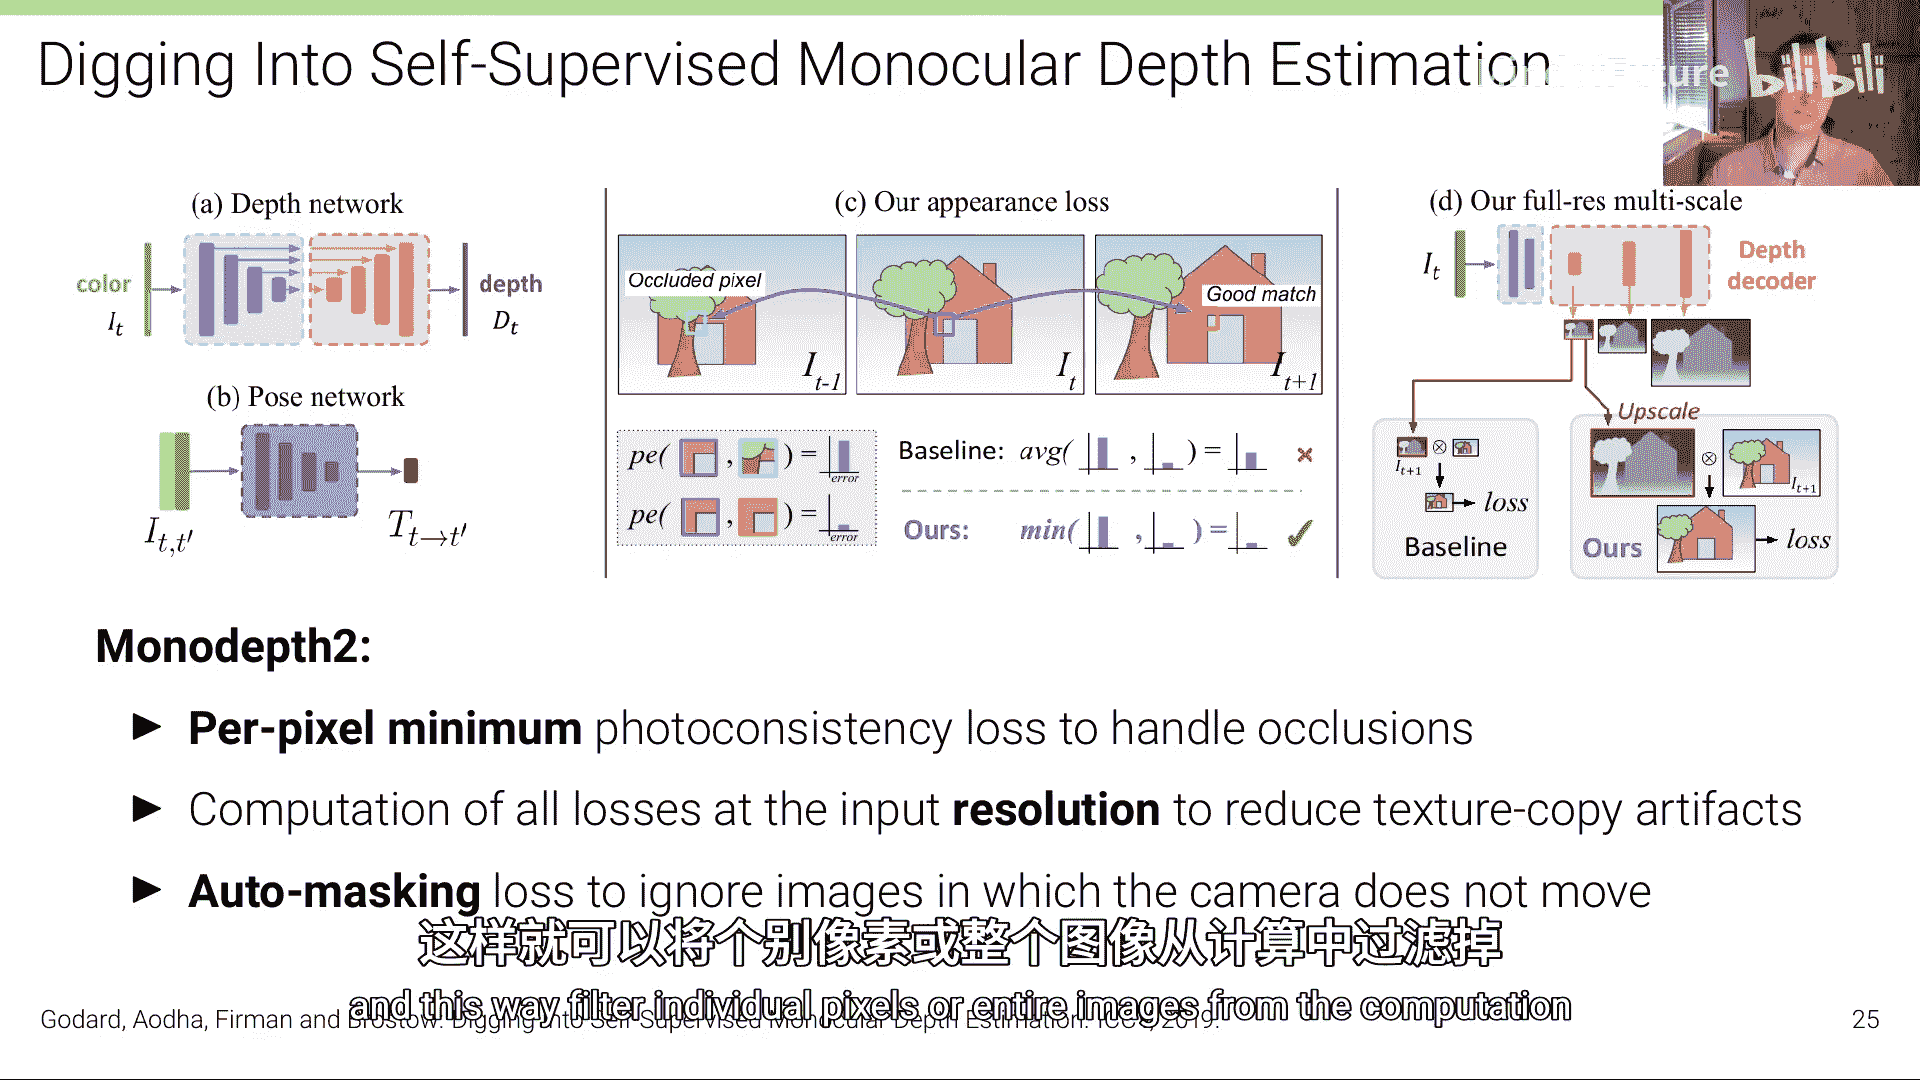 Digging Into Self-Supervised Monocular Depth Estimation
bilibili
(a) Depth network
color
I_t
depth
D_t
(b) Pose network
I_{t,t'}
T_{t→t'}
(c) Our appearance loss
Occluded pixel
Good match
I_{t-1}
I_t
I_{t+1}
pe( , ) = error
pe( , ) = error
Baseline: avg( , ) = ×
Ours: min( , ) = ✓
(d) Our full-res multi-scale
I_t
Depth
decoder
Upscale
I_{t+1} ⊗
loss
Baseline
⊗ I_{t+1}
Ours
loss
Monodepth2:
► Per-pixel minimum photoconsistency loss to handle occlusions
► Computation of all losses at the input resolution to reduce texture-copy artifacts
► Auto-masking loss to ignore images in which the camera does not move
这样就可以将个别像素或整个图像从计算中过滤掉
and this way filter individual pixels or entire images from the computation
Godard, Aodha, Firman and Brostow: Digging Into Self-Supervised Monocular Depth Estimation. ICCV, 2019.
25